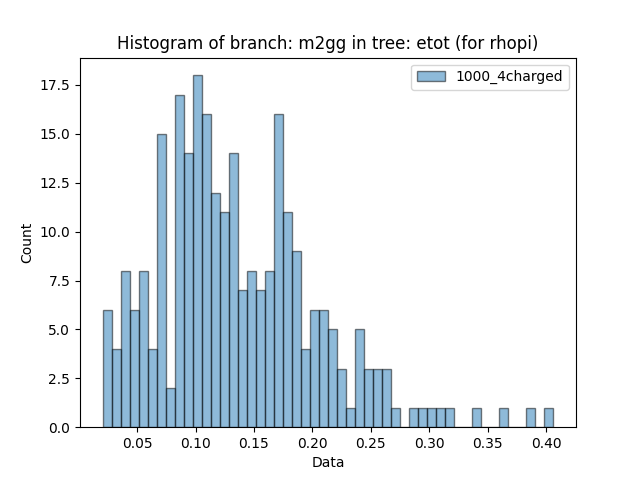 Histogram of branch: m2gg in tree: etot (for rhopi)
1000_4charged
17.5
15.0
12.5
10.0
7.5
5.0
2.5
0.0
Count
0.05 0.10 0.15 0.20 0.25 0.30 0.35 0.40
Data